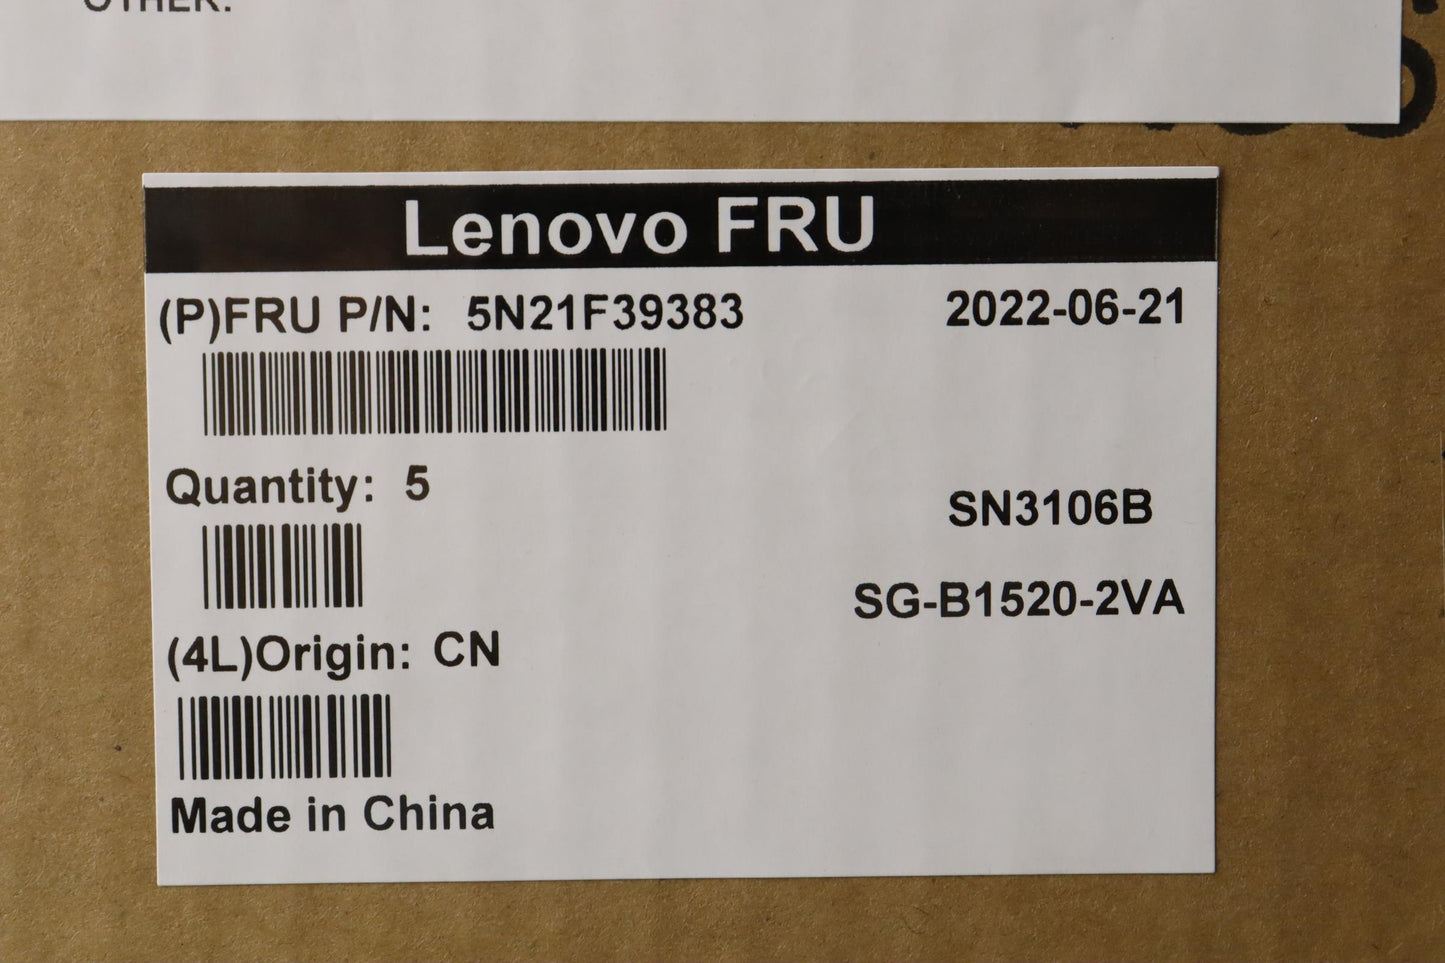 OTHER:
Lenovo FRU
(P)FRU P/N: 5N21F39383
2022-06-21
Quantity: 5
SN3106B
SG-B1520-2VA
(4L)Origin: CN
Made in China